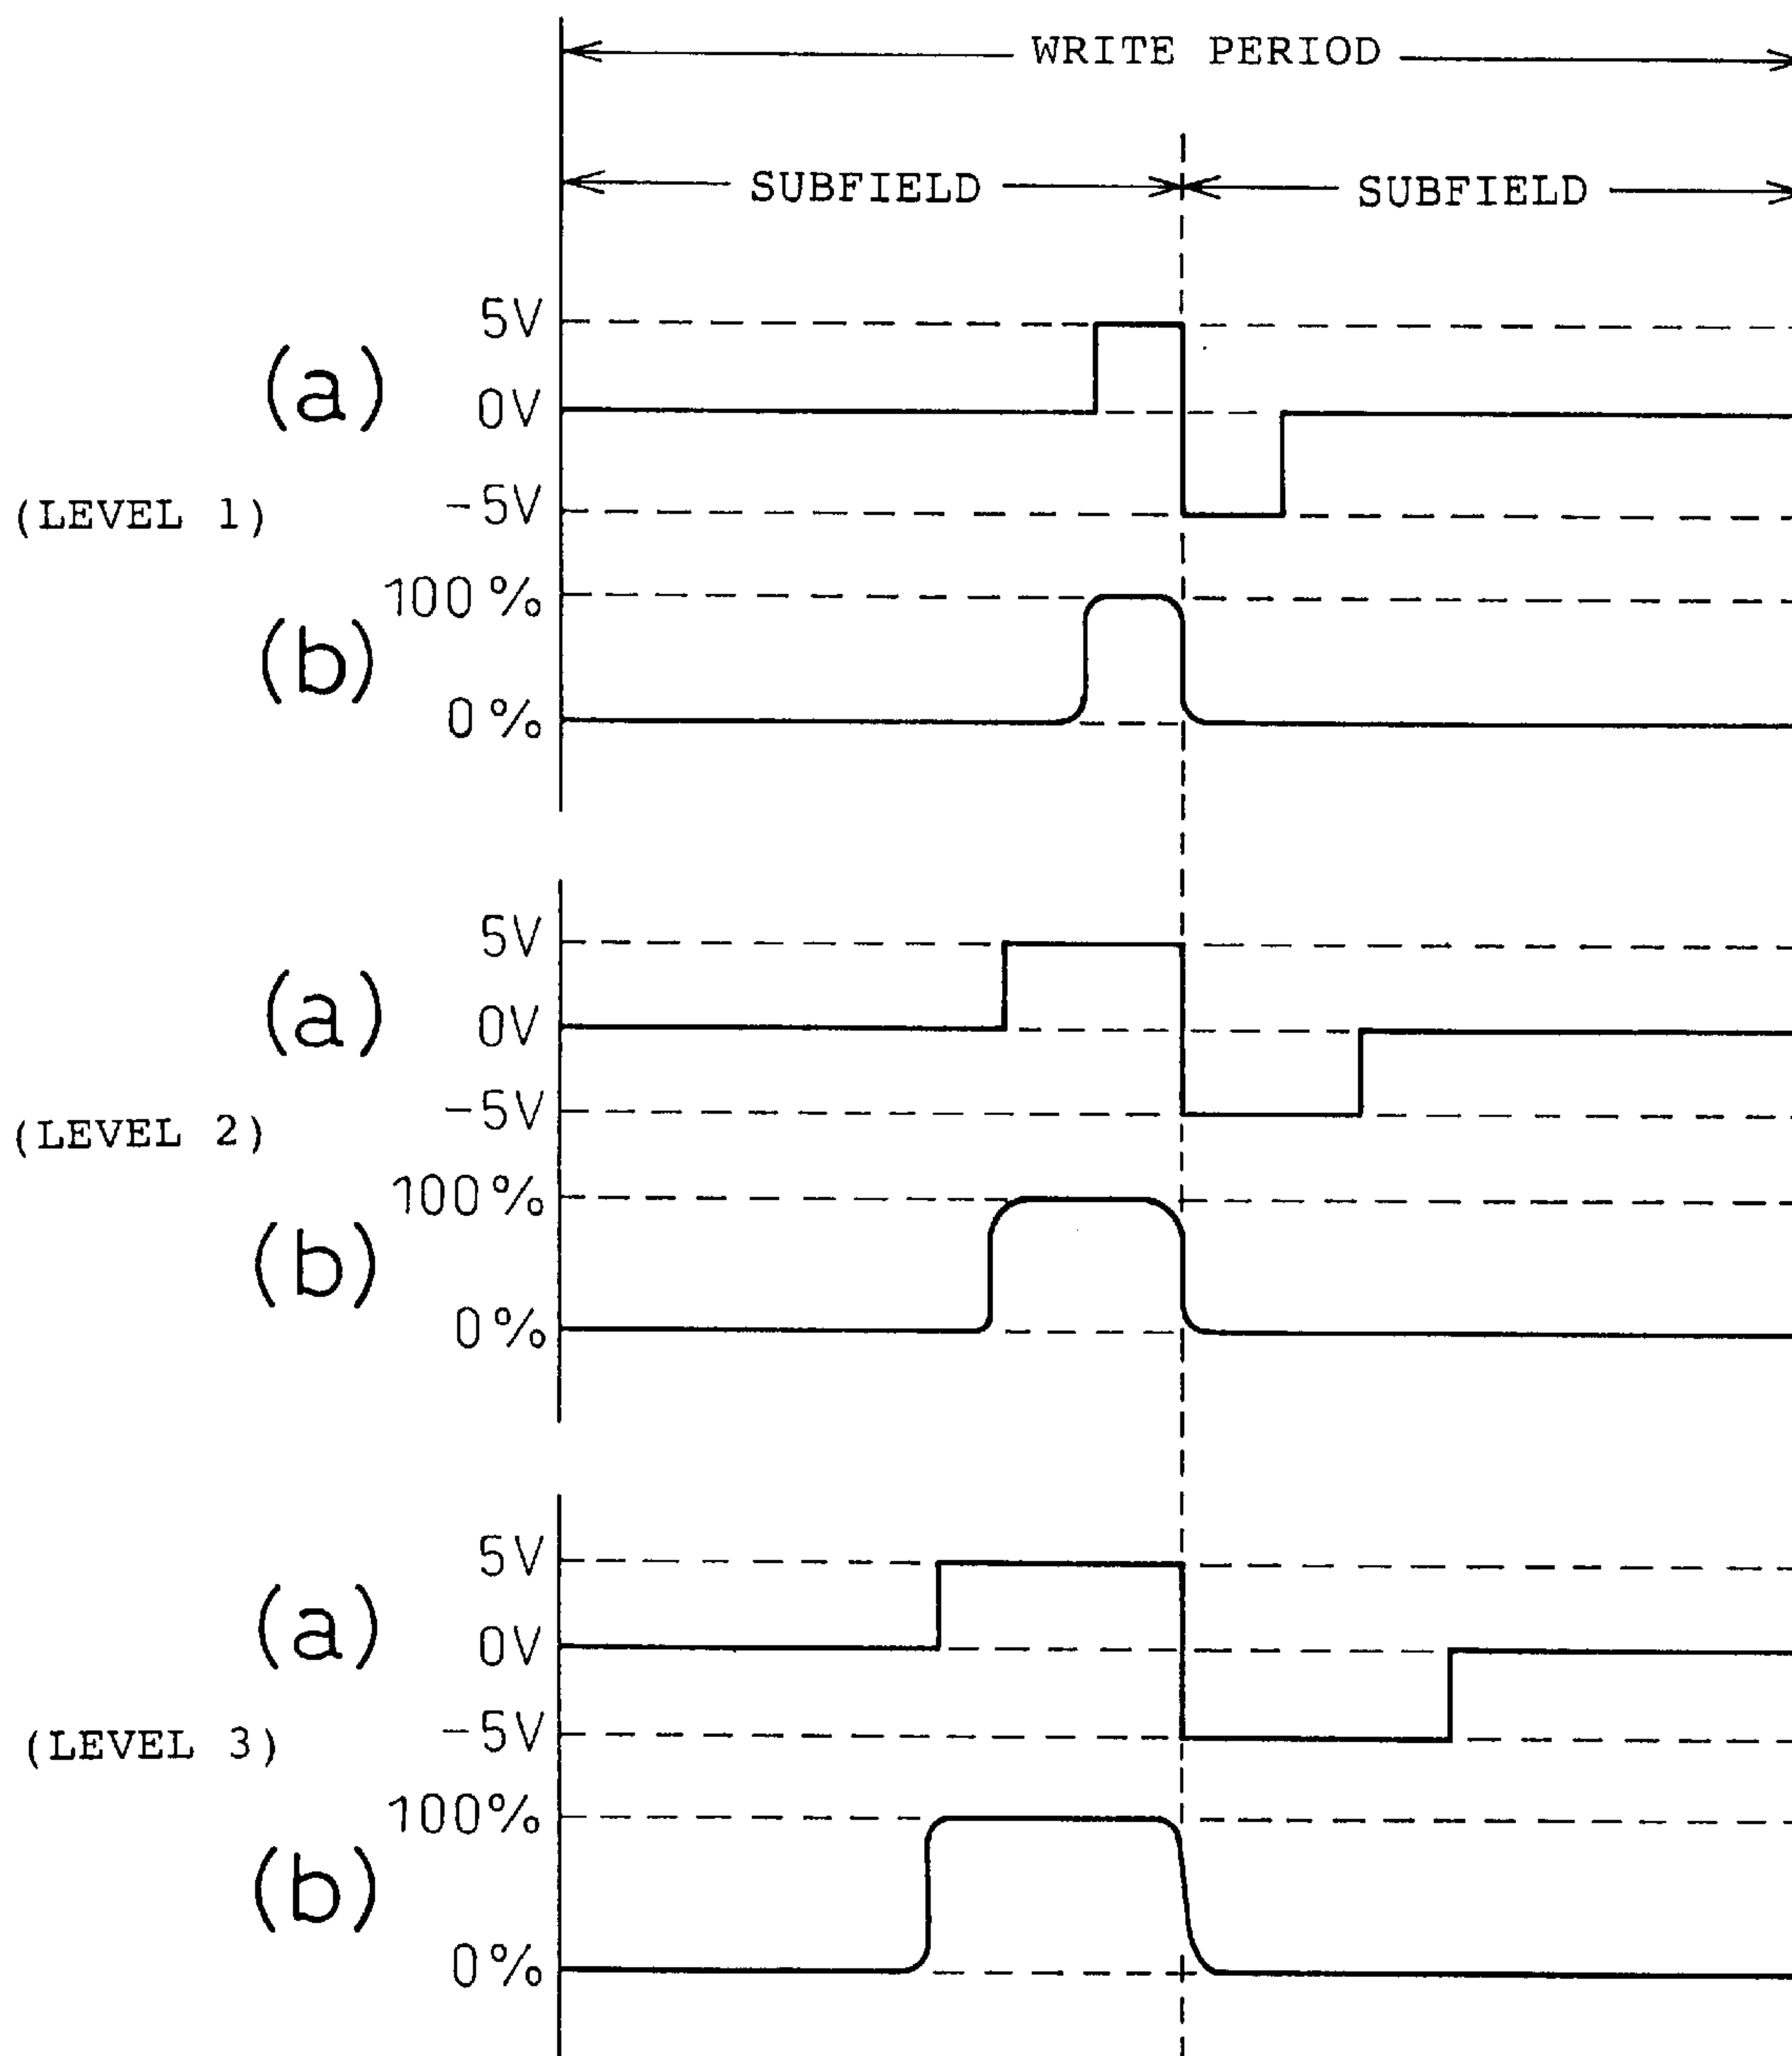 WRITE PERIOD
SUBFIELD SUBFIELD
5V
(a) 0V
(LEVEL 1) -5V
100%
(b)
0%
5V
(a) 0V
-5V
(LEVEL 2)
100%
(b)
0%
5V
(a) 0V
(LEVEL 3) -5V
100%
(b)
0%